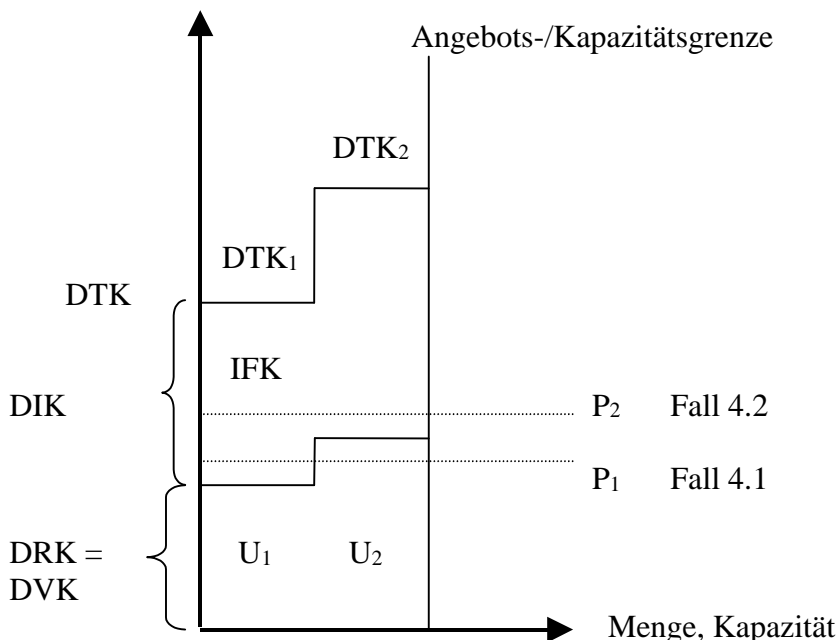 Angebots-/Kapazitätsgrenze
DTK₂
DTK₁
DTK
IFK
DIK
P₂ Fall 4.2
P₁ Fall 4.1
DRK =
DVK
U₁ U₂
Menge, Kapazität